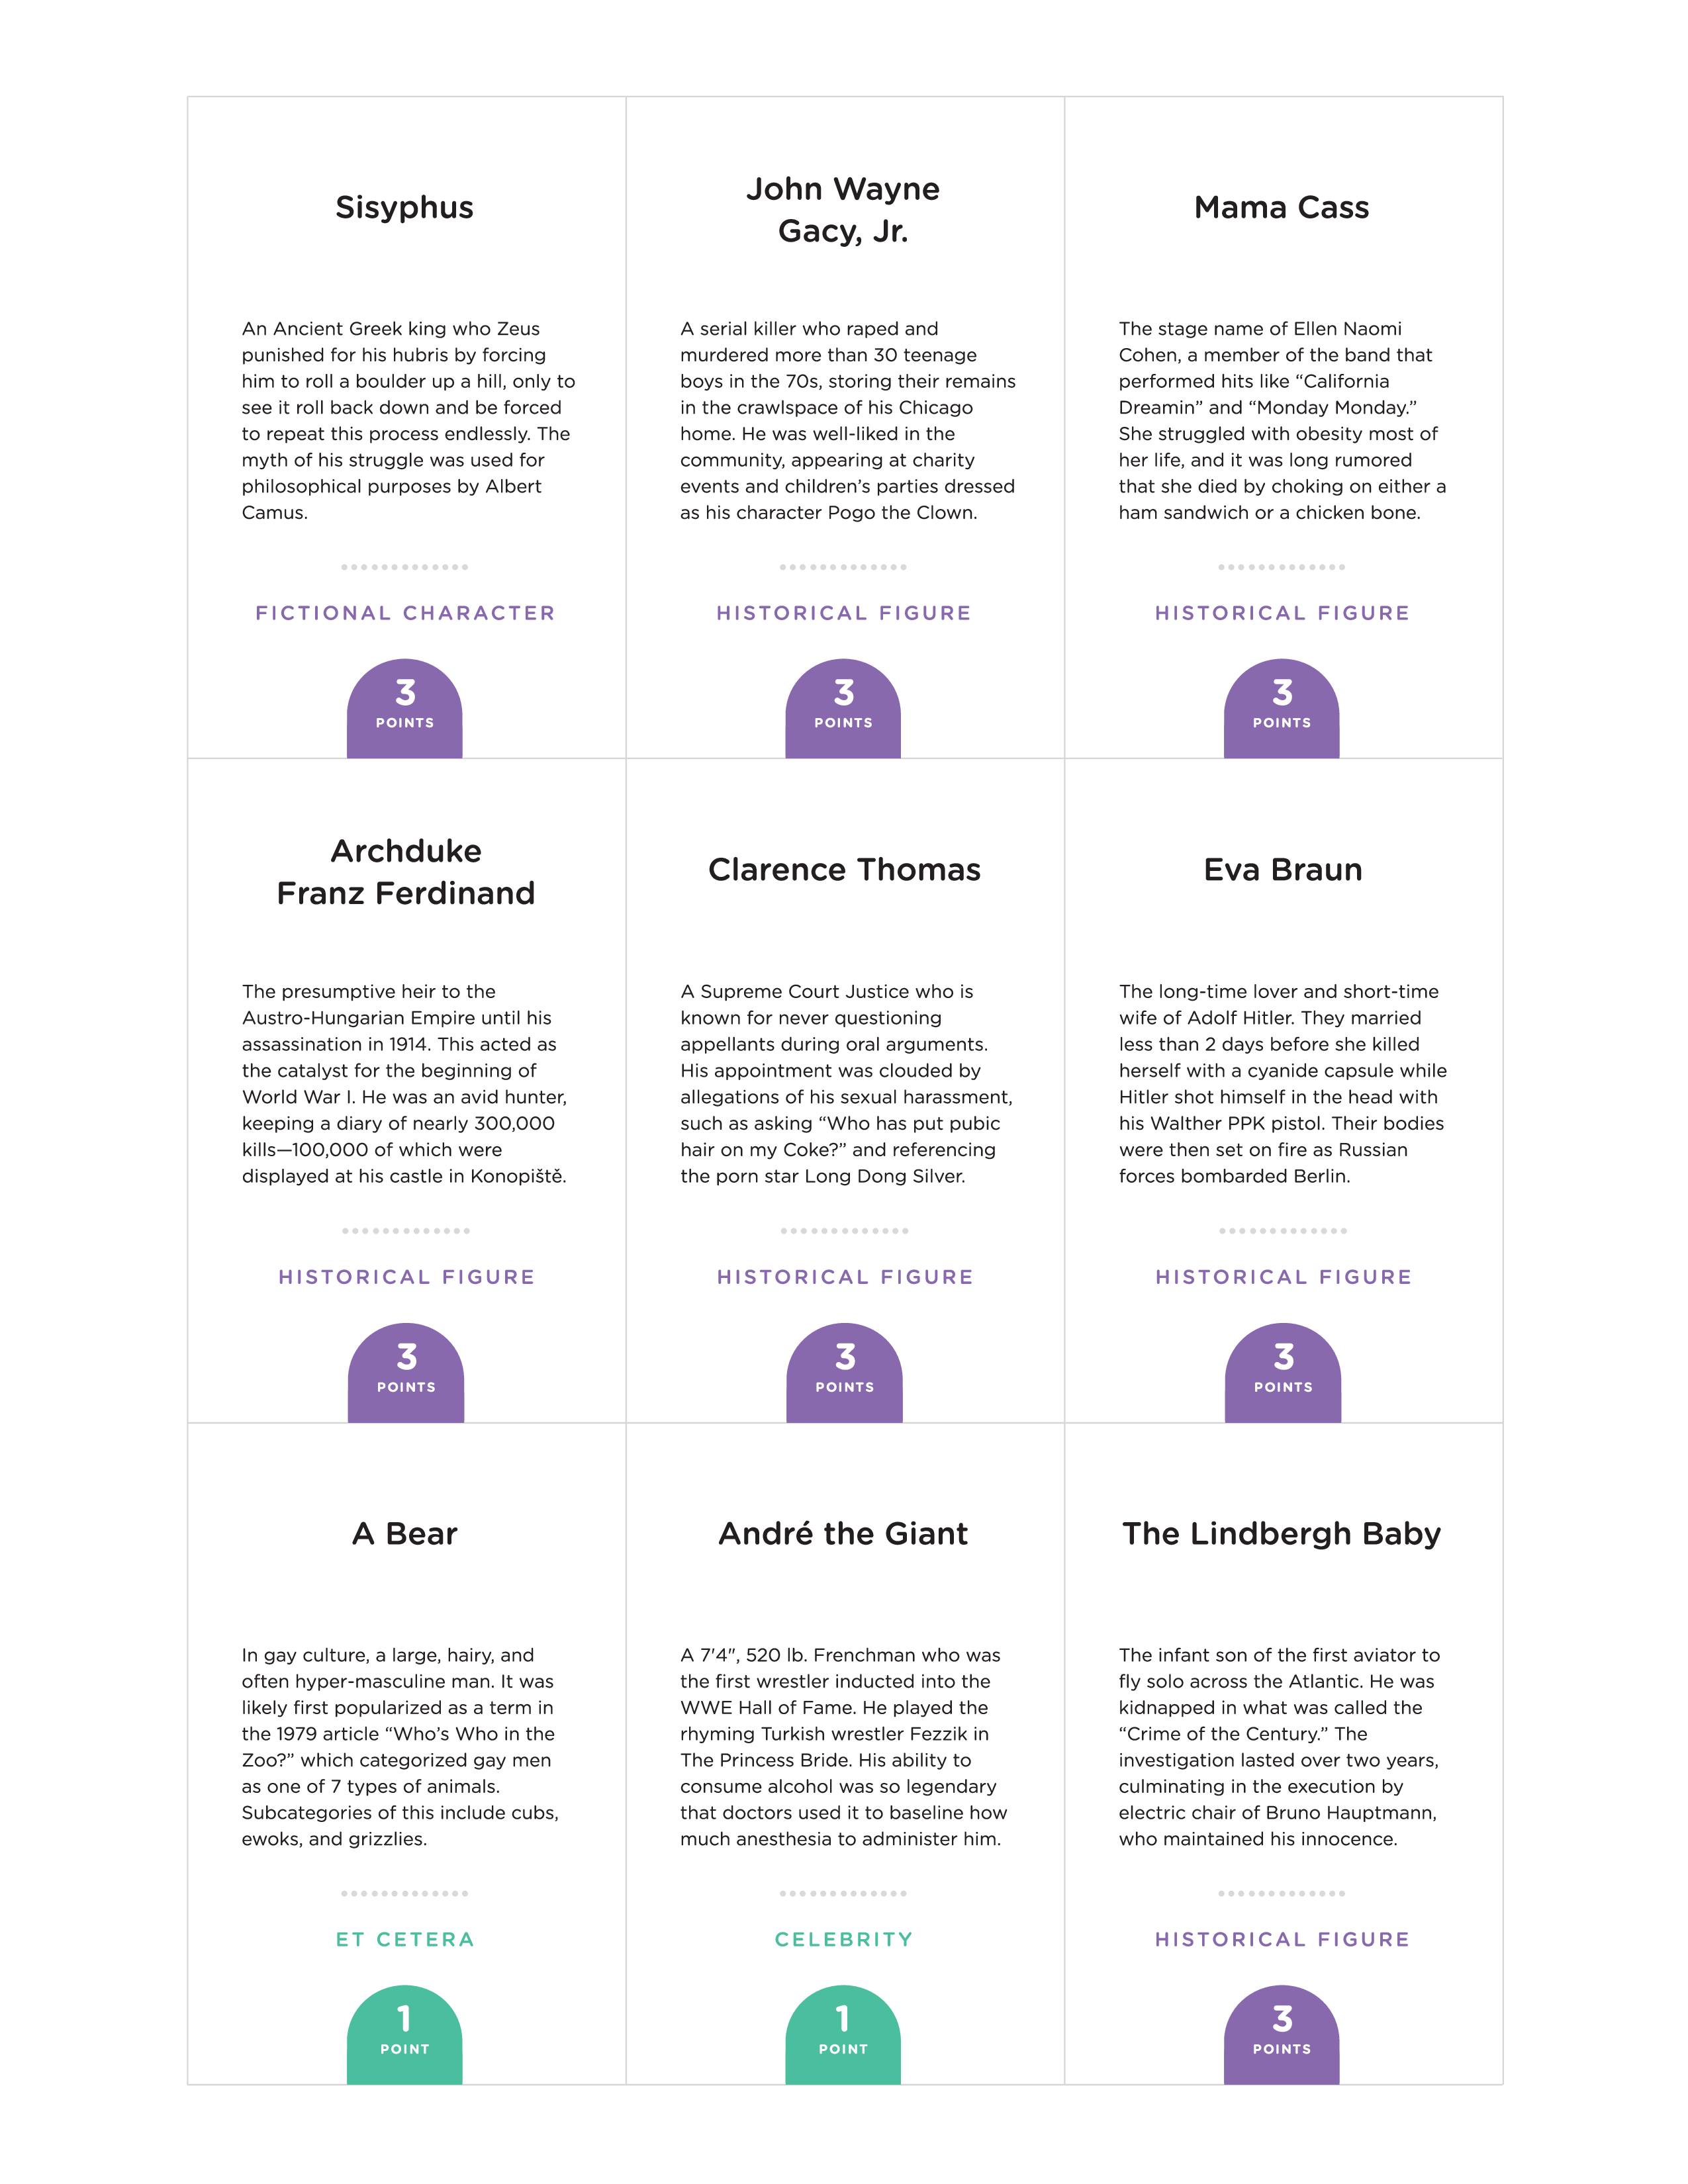 Sisyphus
An Ancient Greek king who Zeus
punished for his hubris by forcing
him to roll a boulder up a hill, only to
see it roll back down and be forced
to repeat this process endlessly. The
myth of his struggle was used for
philosophical purposes by Albert
Camus.
FICTIONAL CHARACTER
3
POINTS
John Wayne
Gacy, Jr.
A serial killer who raped and
murdered more than 30 teenage
boys in the 70s, storing their remains
in the crawlspace of his Chicago
home. He was well-liked in the
community, appearing at charity
events and children’s parties dressed
as his character Pogo the Clown.
HISTORICAL FIGURE
3
POINTS
Mama Cass
The stage name of Ellen Naomi
Cohen, a member of the band that
performed hits like “California
Dreamin” and “Monday Monday.”
She struggled with obesity most of
her life, and it was long rumored
that she died by choking on either a
ham sandwich or a chicken bone.
HISTORICAL FIGURE
3
POINTS
Archduke
Franz Ferdinand
The presumptive heir to the
Austro-Hungarian Empire until his
assassination in 1914. This acted as
the catalyst for the beginning of
World War I. He was an avid hunter,
keeping a diary of nearly 300,000
kills—100,000 of which were
displayed at his castle in Konopiště.
HISTORICAL FIGURE
3
POINTS
Clarence Thomas
A Supreme Court Justice who is
known for never questioning
appellants during oral arguments.
His appointment was clouded by
allegations of his sexual harassment,
such as asking “Who has put pubic
hair on my Coke?” and referencing
the porn star Long Dong Silver.
HISTORICAL FIGURE
3
POINTS
Eva Braun
The long-time lover and short-time
wife of Adolf Hitler. They married
less than 2 days before she killed
herself with a cyanide capsule while
Hitler shot himself in the head with
his Walther PPK pistol. Their bodies
were then set on fire as Russian
forces bombarded Berlin.
HISTORICAL FIGURE
3
POINTS
A Bear
In gay culture, a large, hairy, and
often hyper-masculine man. It was
likely first popularized as a term in
the 1979 article “Who’s Who in the
Zoo?” which categorized gay men
as one of 7 types of animals.
Subcategories of this include cubs,
ewoks, and grizzlies.
ET CETERA
1
POINT
André the Giant
A 7'4", 520 lb. Frenchman who was
the first wrestler inducted into the
WWE Hall of Fame. He played the
rhyming Turkish wrestler Fezzik in
The Princess Bride. His ability to
consume alcohol was so legendary
that doctors used it to baseline how
much anesthesia to administer him.
CELEBRITY
1
POINT
The Lindbergh Baby
The infant son of the first aviator to
fly solo across the Atlantic. He was
kidnapped in what was called the
“Crime of the Century.” The
investigation lasted over two years,
culminating in the execution by
electric chair of Bruno Hauptmann,
who maintained his innocence.
HISTORICAL FIGURE
3
POINTS